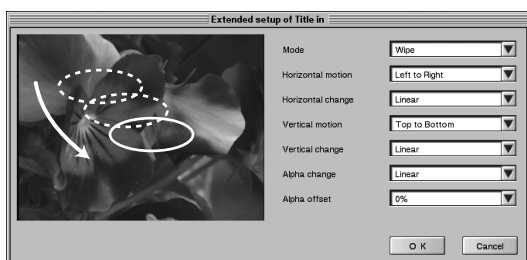 Extended setup of Title in
Mode Wipe
Horizontal motion Left to Right
Horizontal change Linear
Vertical motion Top to Bottom
Vertical change Linear
Alpha change Linear
Alpha offset 0%
O K Cancel